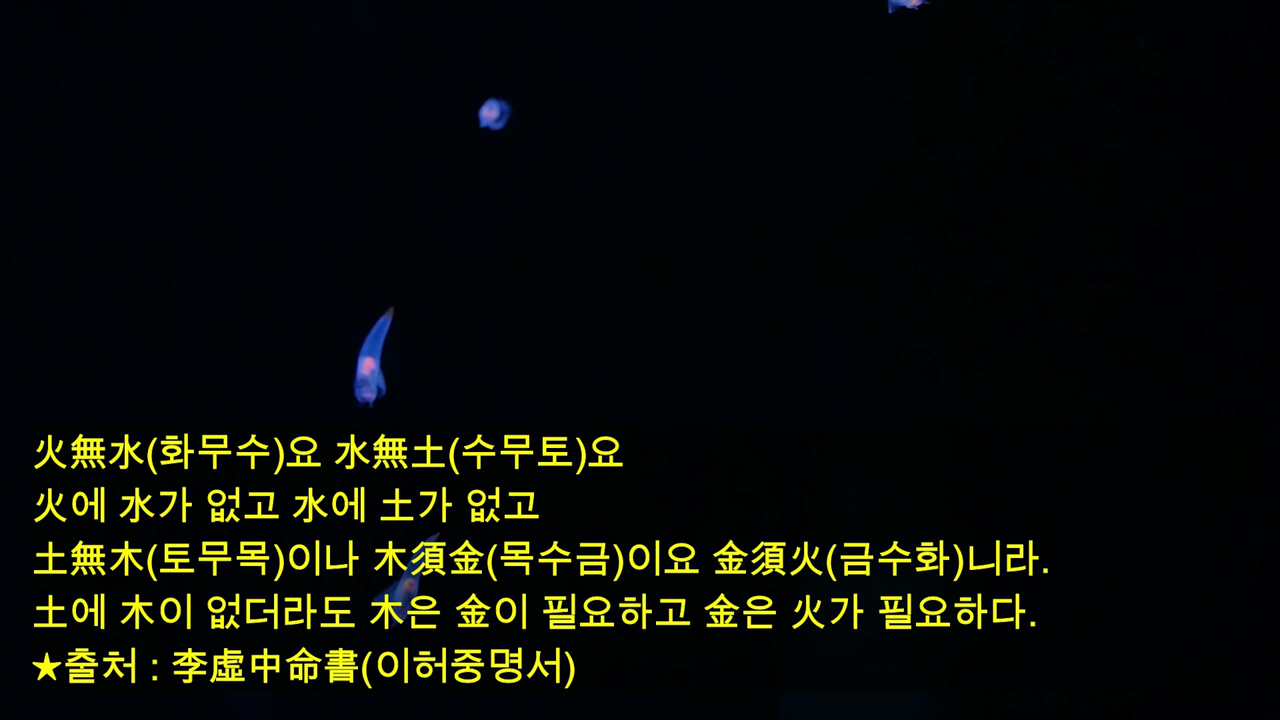 火無水(화무수)요 水無土(수무토)요
火에 水가 없고 水에 土가 없고
土無木(토무목)이나 木須金(목수금)이요 金須火(금수화)니라.
土에 木이 없더라도 木은 金이 필요하고 金은 火가 필요하다.
★출처 : 李虛中命書(이허중명서)